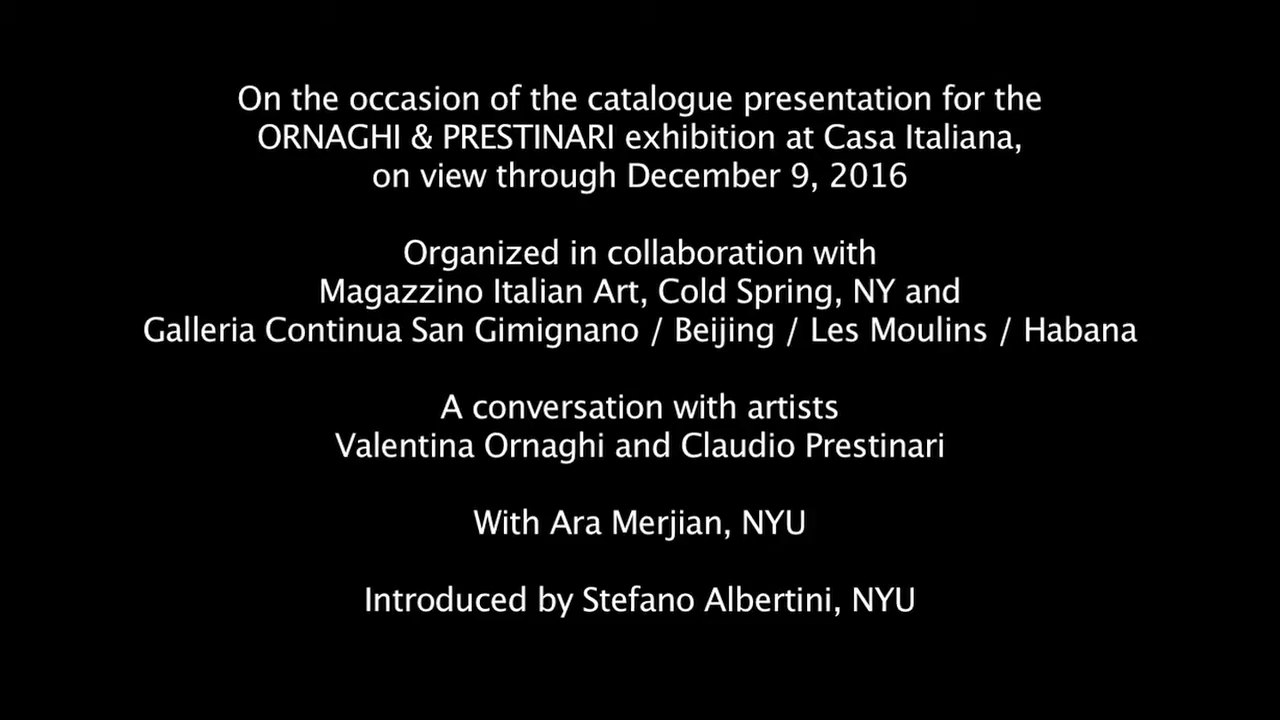 On the occasion of the catalogue presentation for the
ORNAGHI & PRESTINARI exhibition at Casa Italiana,
on view through December 9, 2016
Organized in collaboration with
Magazzino Italian Art, Cold Spring, NY and
Galleria Continua San Gimignano / Beijing / Les Moulins / Habana
A conversation with artists
Valentina Ornaghi and Claudio Prestinari
With Ara Merjian, NYU
Introduced by Stefano Albertini, NYU